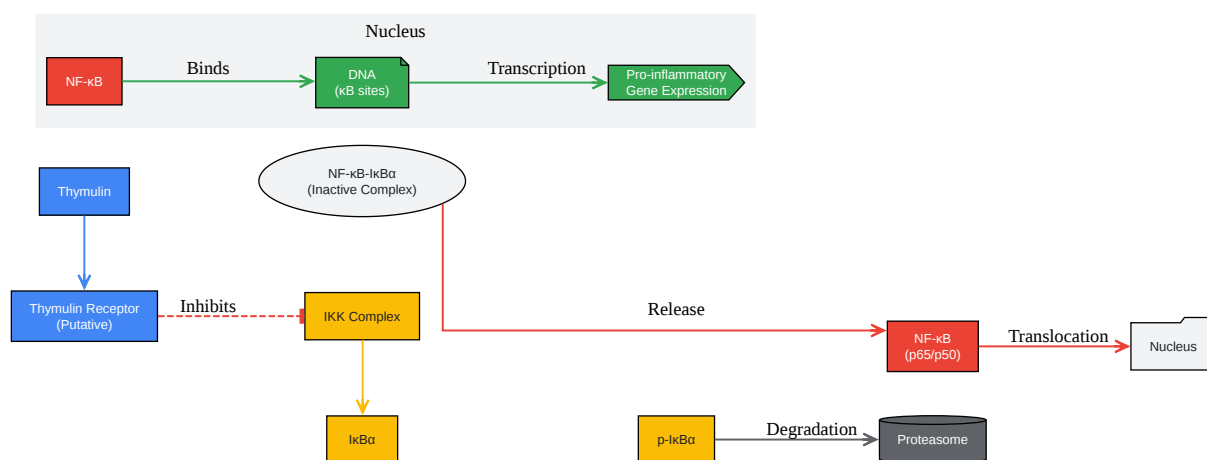 Nucleus
NF-κB
Binds
DNA
(κB sites)
Transcription
Pro-inflammatory
Gene Expression
Thymulin
NF-κB-IκBα
(Inactive Complex)
Thymulin Receptor
(Putative)
Inhibits
IKK Complex
Release
NF-κB
(p65/p50)
Translocation
Nucleus
IκBα
p-IκBα
Degradation
Proteasome